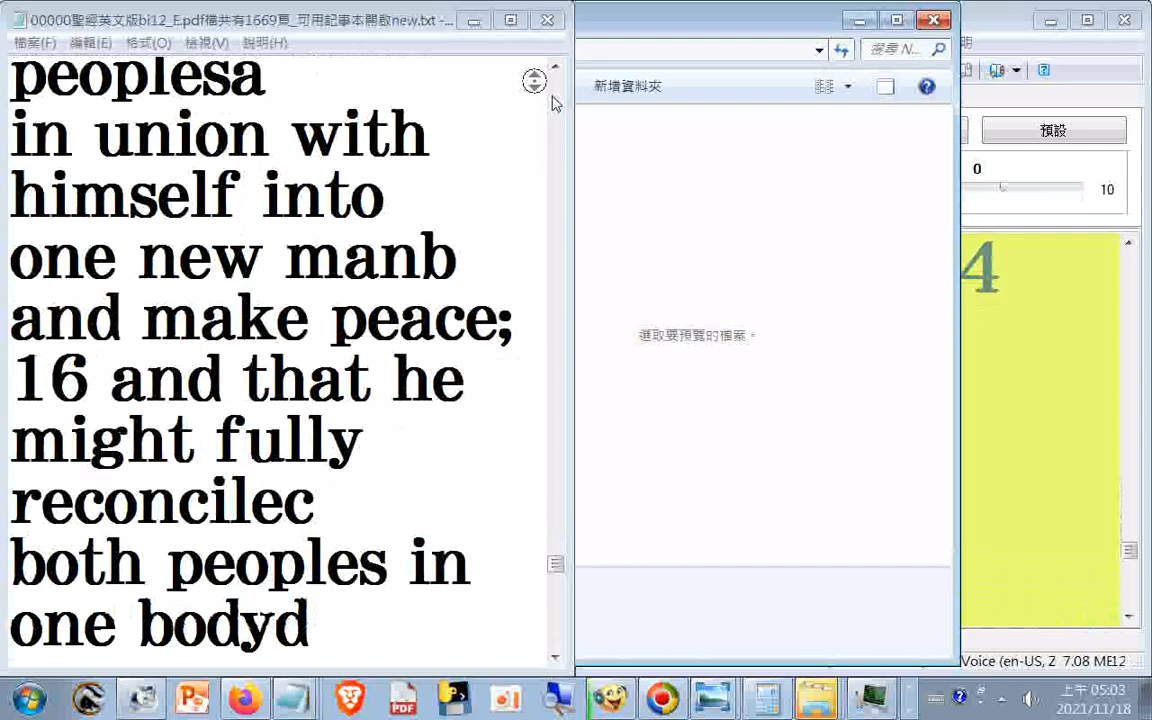 00000聖經英文版bi12_E.pdf檔共有1669頁_可用記事本開啟new.txt -...
檔案(F) 編輯(E) 格式(O) 檢視(V) 說明(H)
peoplesa
in union with
himself into
one new manb
and make peace;
16 and that he
might fully
reconcilec
both peoples in
one bodyd
搜尋 N...
新增資料夾
選取要預覽的檔案。
明
預設
0
10
4
Voice (en-US, Z 7.08 ME12
PDF
上午 05:03
2021/11/18